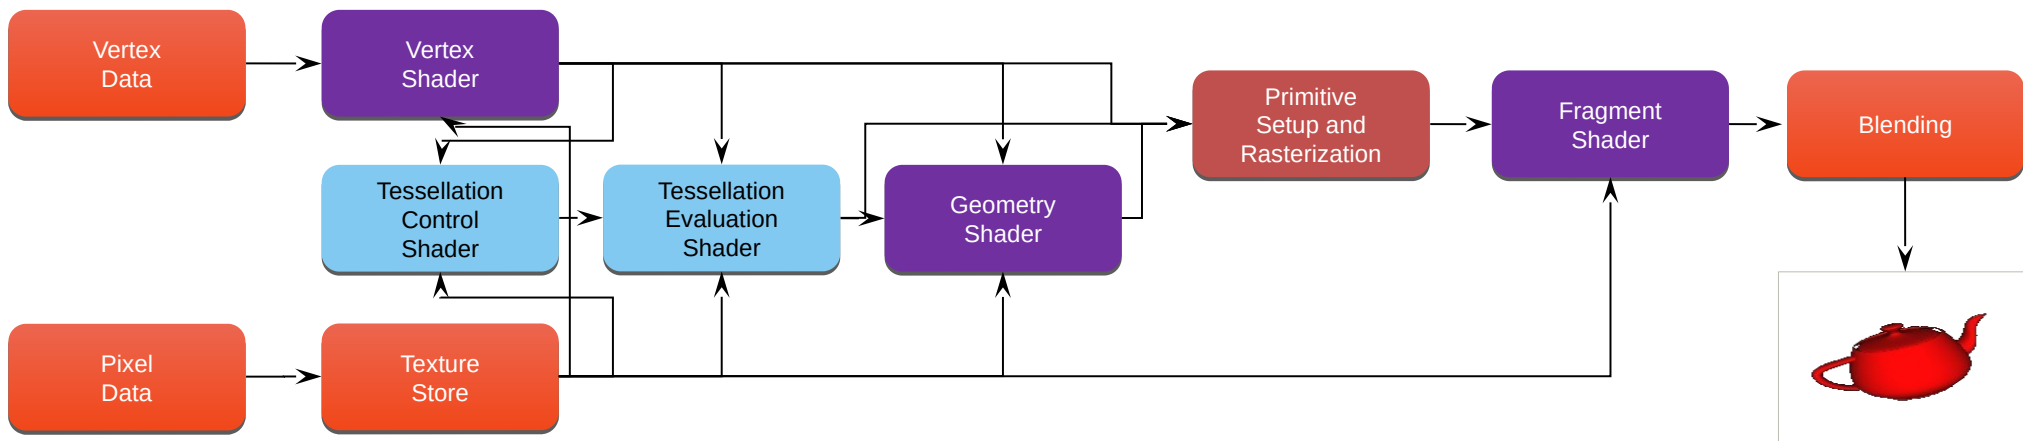 Vertex
Data
Vertex
Shader
Primitive
Setup and
Rasterization
Fragment
Shader
Blending
Tessellation
Control
Shader
Tessellation
Evaluation
Shader
Geometry
Shader
Pixel
Data
Texture
Store